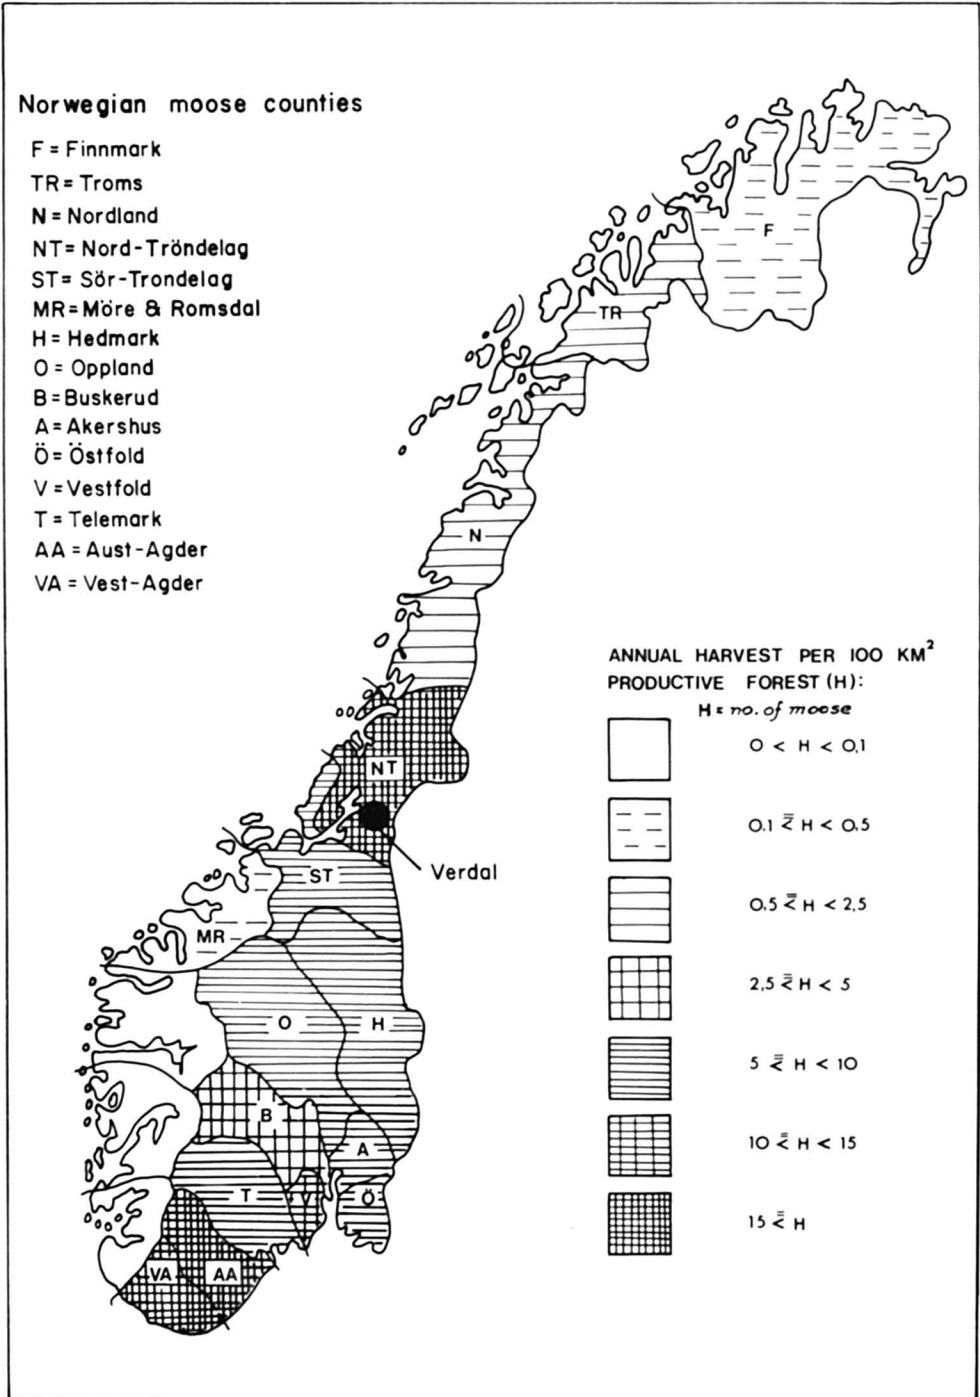 Norwegian moose counties
F = Finnmark
TR = Troms
N = Nordland
NT = Nord-Tröndelag
ST = Sör-Trondelag
MR = Möre & Romsdal
H = Hedmark
O = Oppland
B = Buskerud
A = Akershus
Ö = Östfold
V = Vestfold
T = Telemark
AA = Aust-Agder
VA = Vest-Agder
F
TR
N
NT
Verdal
ST
MR
O
H
B
A
T
V
Ö
VA
AA
ANNUAL HARVEST PER 100 KM²
PRODUCTIVE FOREST (H):
H = no. of moose
0 < H < 0,1
0.1 ≦ H < 0.5
0.5 ≦ H < 2,5
2,5 ≦ H < 5
5 ≦ H < 10
10 ≦ H < 15
15 ≦ H